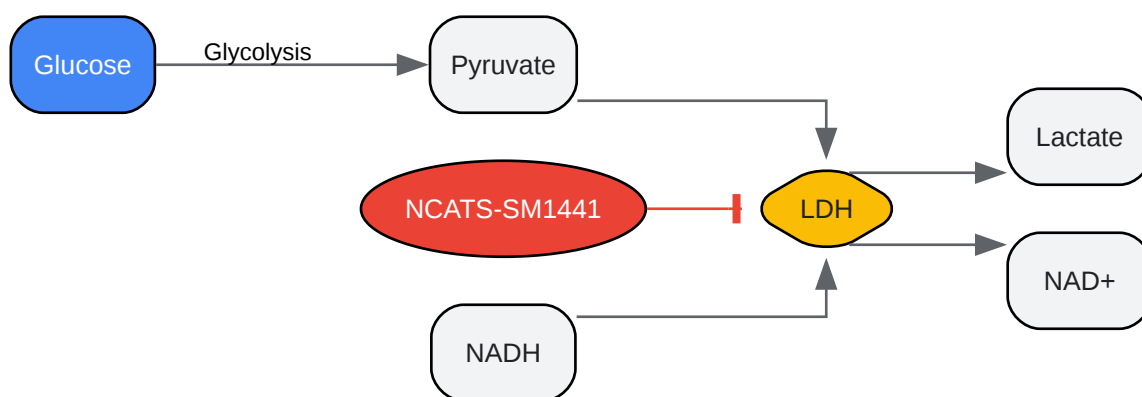 Glucose
Glycolysis
Pyruvate
Lactate
NCATS-SM1441
LDH
NAD+
NADH